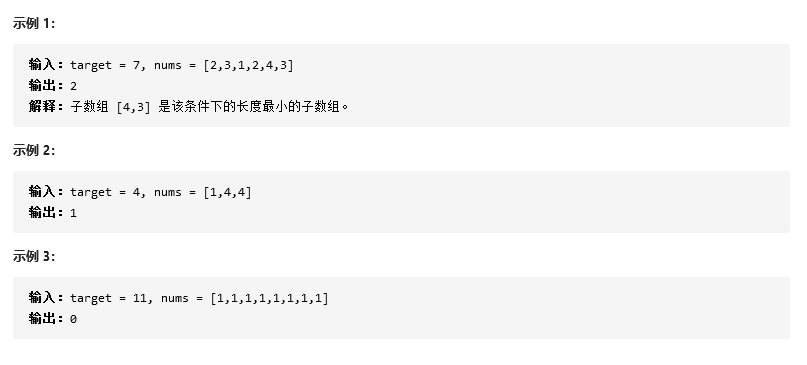 示例 1：
输入：target = 7, nums = [2,3,1,2,4,3]
输出：2
解释：子数组 [4,3] 是该条件下的长度最小的子数组。
示例 2：
输入：target = 4, nums = [1,4,4]
输出：1
示例 3：
输入：target = 11, nums = [1,1,1,1,1,1,1,1]
输出：0